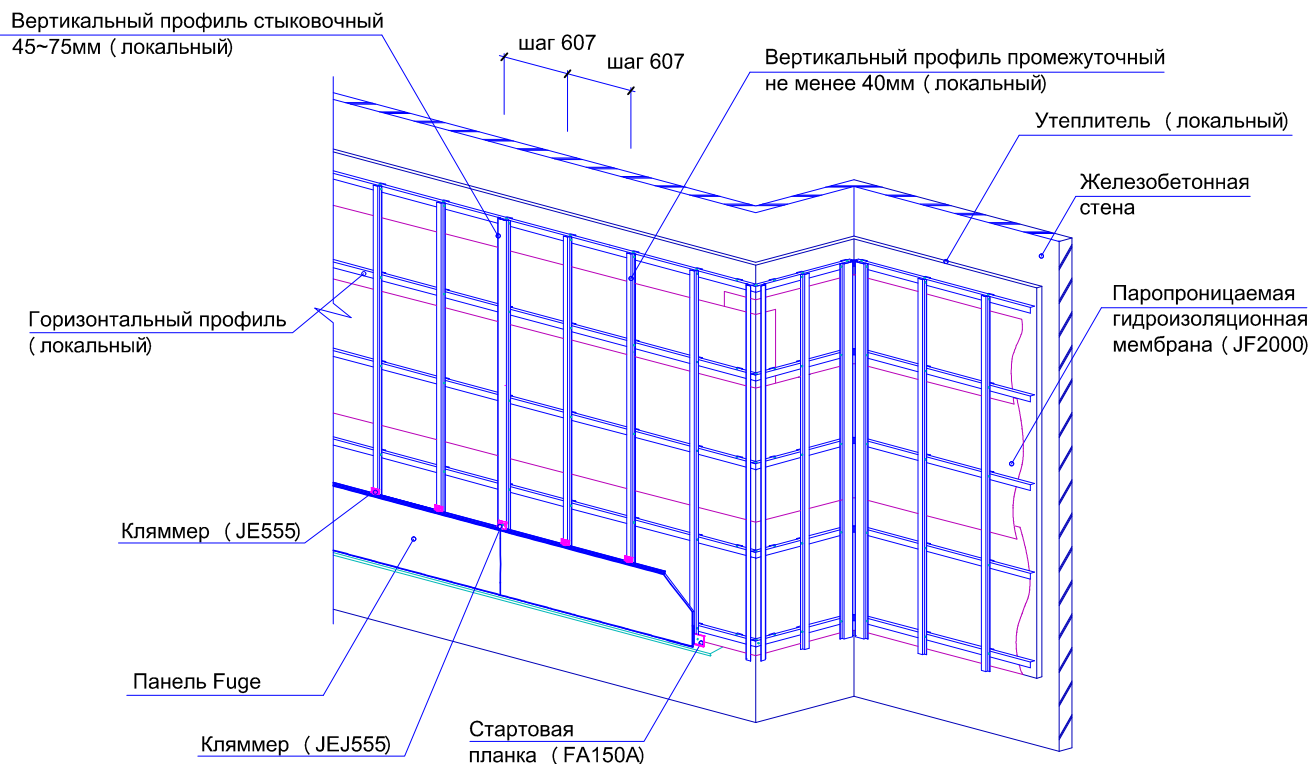 Вертикальный профиль стыковочный
45~75мм (локальный)
шаг 607
шаг 607
Вертикальный профиль промежуточный
не менее 40мм (локальный)
Утеплитель (локальный)
Железобетонная
стена
Паропроницаемая
гидроизоляционная
мембрана (JF2000)
Горизонтальный профиль
(локальный)
Кляммер (JE555)
Панель Fuge
Кляммер (JEJ555)
Стартовая
планка (FA150A)